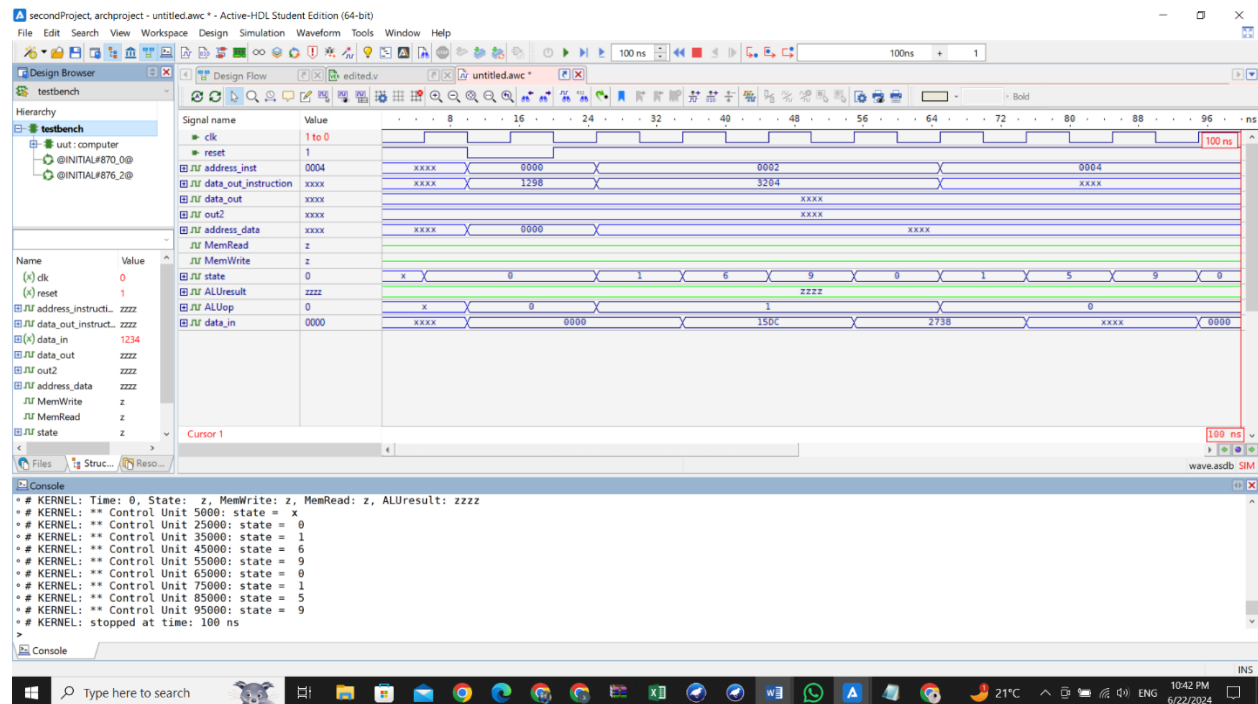 secondProject, archproject - untitled.awc * - Active-HDL Student Edition (64-bit)
File Edit Search View Workspace Design Simulation Waveform Tools Window Help
100 ns 100ns + 1
Design Browser
testbench
Hierarchy
testbench
uut : computer
@INITIAL#870_0@
@INITIAL#876_2@
Name Value
clk 0
reset 1
address_instructi... zzzz
data_out_instruct... zzzz
data_in 1234
data_out zzzz
out2 zzzz
address_data zzzz
MemWrite z
MemRead z
state z
Files Struc... Reso...
Design Flow edited.v untitled.awc *
Bold
Signal name Value 8 16 24 32 40 48 56 64 72 80 88 96 ns
clk 1 to 0
100 ns
reset 1
address_inst 0004 xxxx 0000 0002 0004
data_out_instruction xxxx xxxx 1298 3204 xxxx
data_out xxxx xxxx
out2 xxxx xxxx
address_data xxxx xxxx 0000 xxxx
MemRead z
MemWrite z
state 0 x 0 1 6 9 0 1 5 9 0
ALUresult zzzz zzzz
ALUop 0 x 0 1 0
data_in 0000 xxxx 0000 15DC 2738 xxxx 0000
Cursor 1 100 ns
wave.asdb SIM
Console
# KERNEL: Time: 0, State: z, MemWrite: z, MemRead: z, ALUresult: zzzz
# KERNEL: ** Control Unit 5000: state = x
# KERNEL: ** Control Unit 25000: state = 0
# KERNEL: ** Control Unit 35000: state = 1
# KERNEL: ** Control Unit 45000: state = 6
# KERNEL: ** Control Unit 55000: state = 9
# KERNEL: ** Control Unit 65000: state = 0
# KERNEL: ** Control Unit 75000: state = 1
# KERNEL: ** Control Unit 85000: state = 5
# KERNEL: ** Control Unit 95000: state = 9
# KERNEL: stopped at time: 100 ns
>
Console
INS
Type here to search
21°C ENG
10:42 PM
6/22/2024